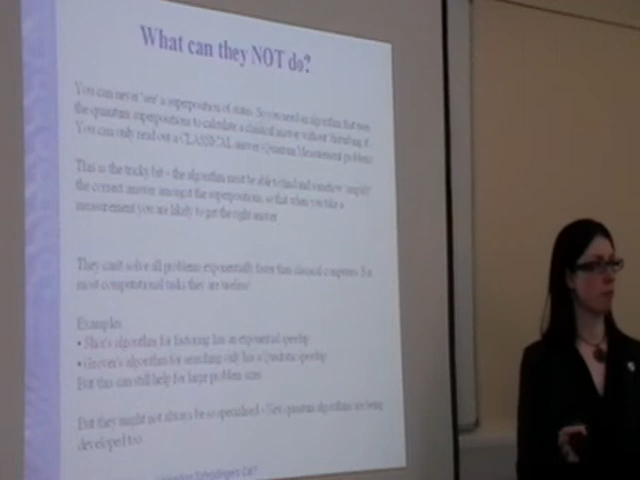 What can they NOT do?
You can never 'see' a superposition of states. So you need an algorithm that uses
the quantum superpositions to calculate a classical answer without 'disturbing' it.
You can only read out a CLASSICAL answer - Quantum Measurement problem
This is the tricky bit - the algorithm must be able to find and somehow 'amplify'
the correct answer amongst the superpositions, so that when you take a
measurement you are likely to get the right answer
They can't solve all problems exponentially faster than classical computers. For
most computational tasks they are useless!
Examples
• Shor's algorithm for factoring has an exponential speedup
• Grover's algorithm for searching only has a Quadratic speedup
But this can still help for large problem sizes
But they might not always be so specialised - New quantum algorithms are being
developed too
Schrodinger's Cat?